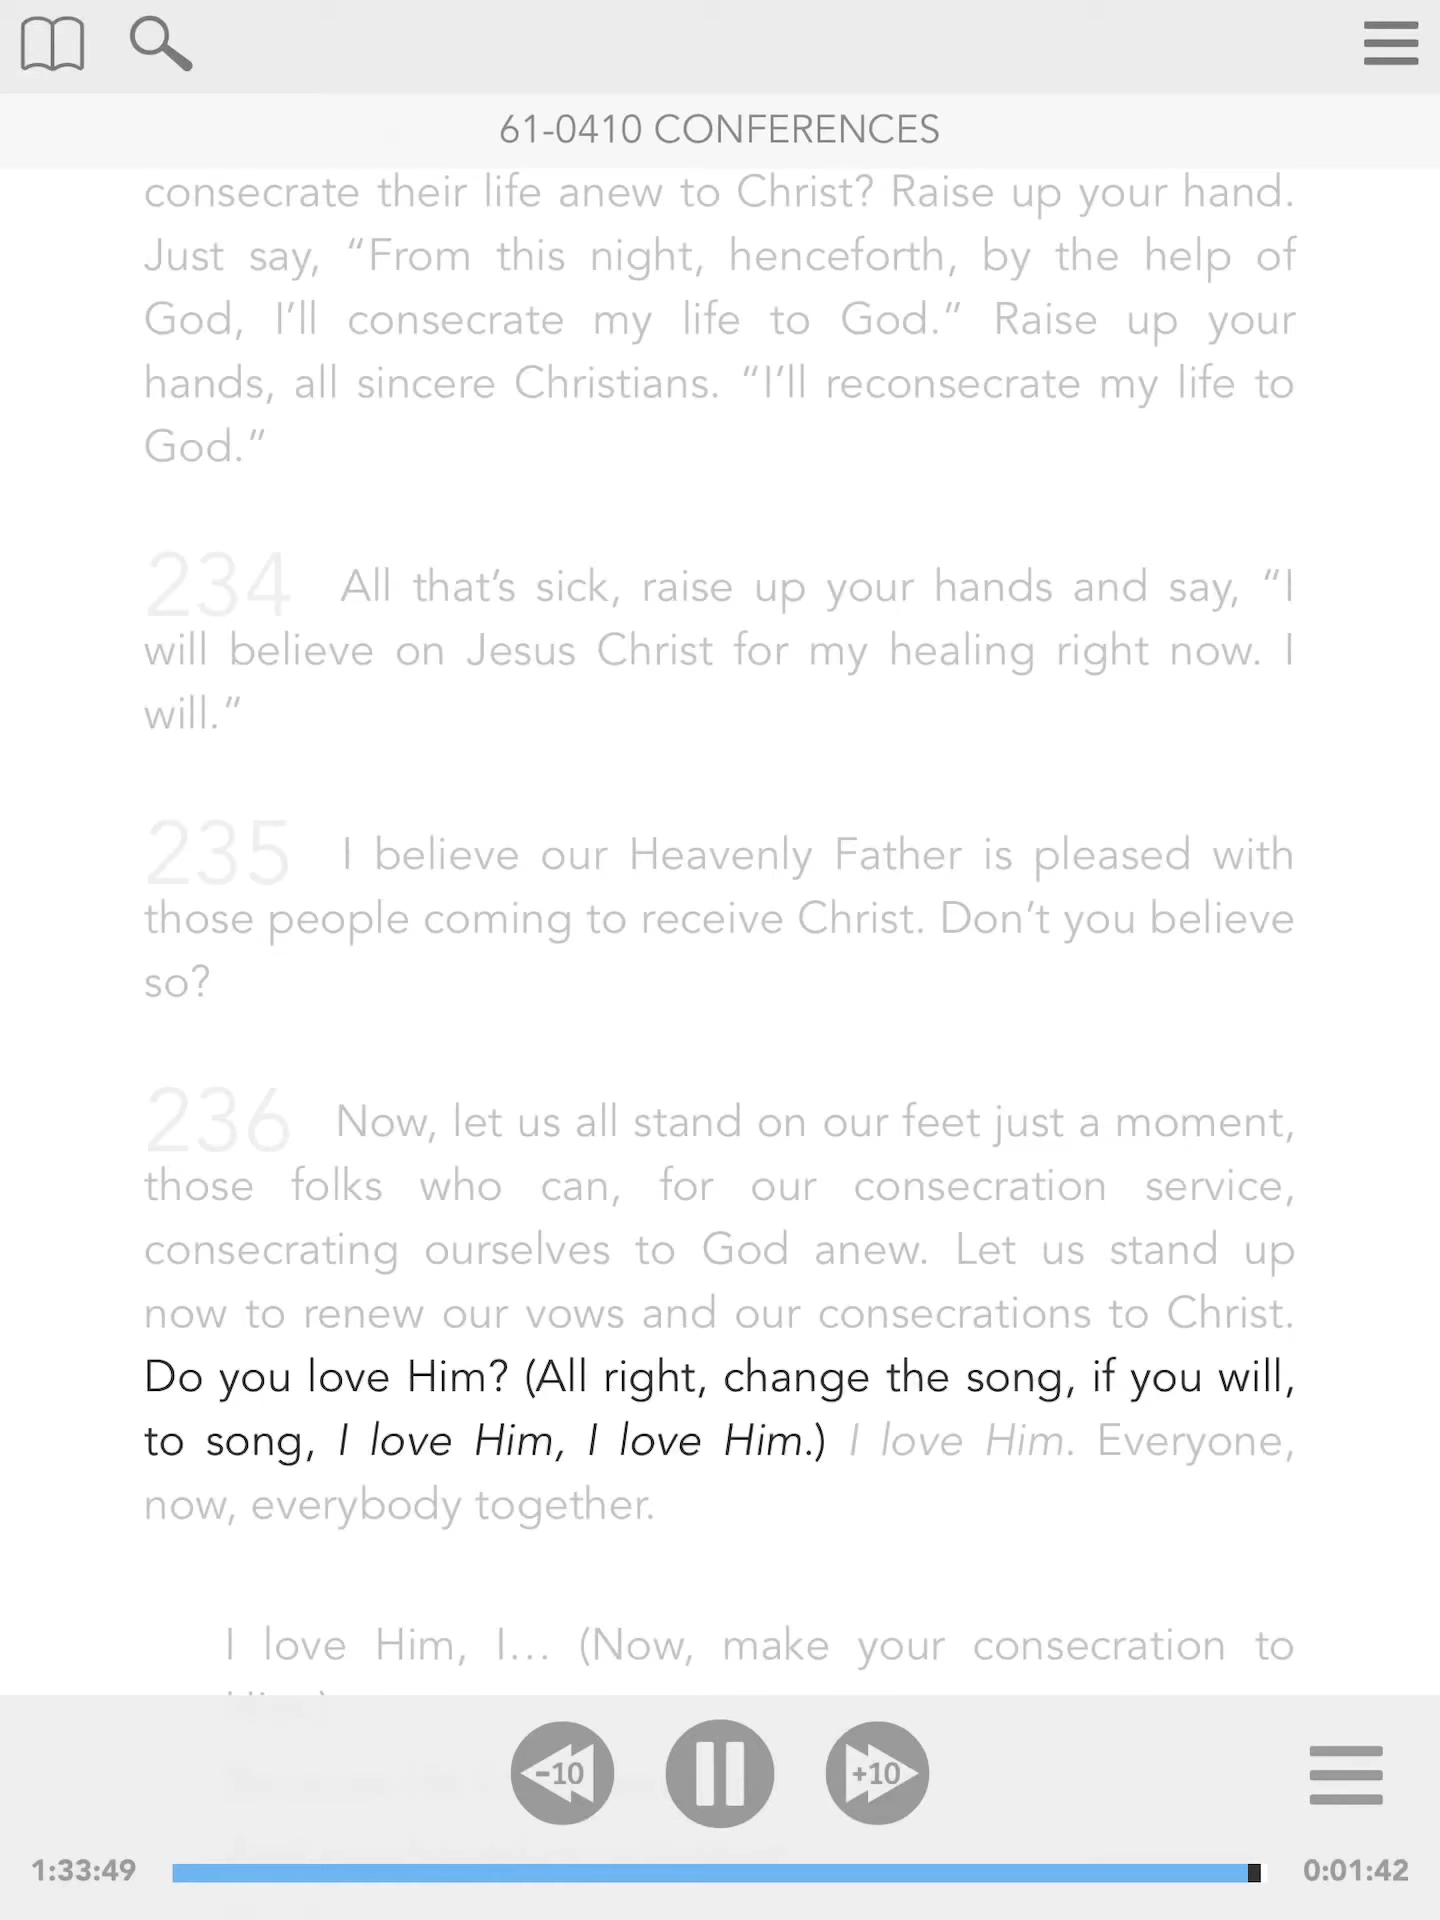 61-0410 CONFERENCES
consecrate their life anew to Christ? Raise up your hand.
Just say, “From this night, henceforth, by the help of
God, I’ll consecrate my life to God.” Raise up your
hands, all sincere Christians. “I’ll reconsecrate my life to
God.”
234 All that’s sick, raise up your hands and say, “I
will believe on Jesus Christ for my healing right now. I
will.”
235 I believe our Heavenly Father is pleased with
those people coming to receive Christ. Don’t you believe
so?
236 Now, let us all stand on our feet just a moment,
those folks who can, for our consecration service,
consecrating ourselves to God anew. Let us stand up
now to renew our vows and our consecrations to Christ.
Do you love Him? (All right, change the song, if you will,
to song, I love Him, I love Him.) I love Him. Everyone,
now, everybody together.
I love Him, I… (Now, make your consecration to
-10 +10
1:33:49 0:01:42